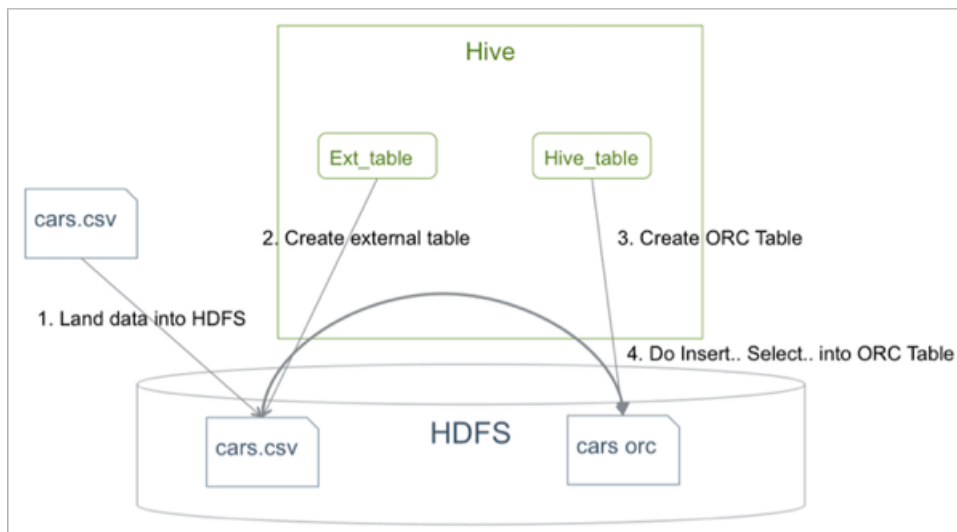 Hive
Ext_table
Hive_table
cars.csv
2. Create external table
3. Create ORC Table
1. Land data into HDFS
4. Do Insert.. Select.. into ORC Table
HDFS
cars.csv
cars orc